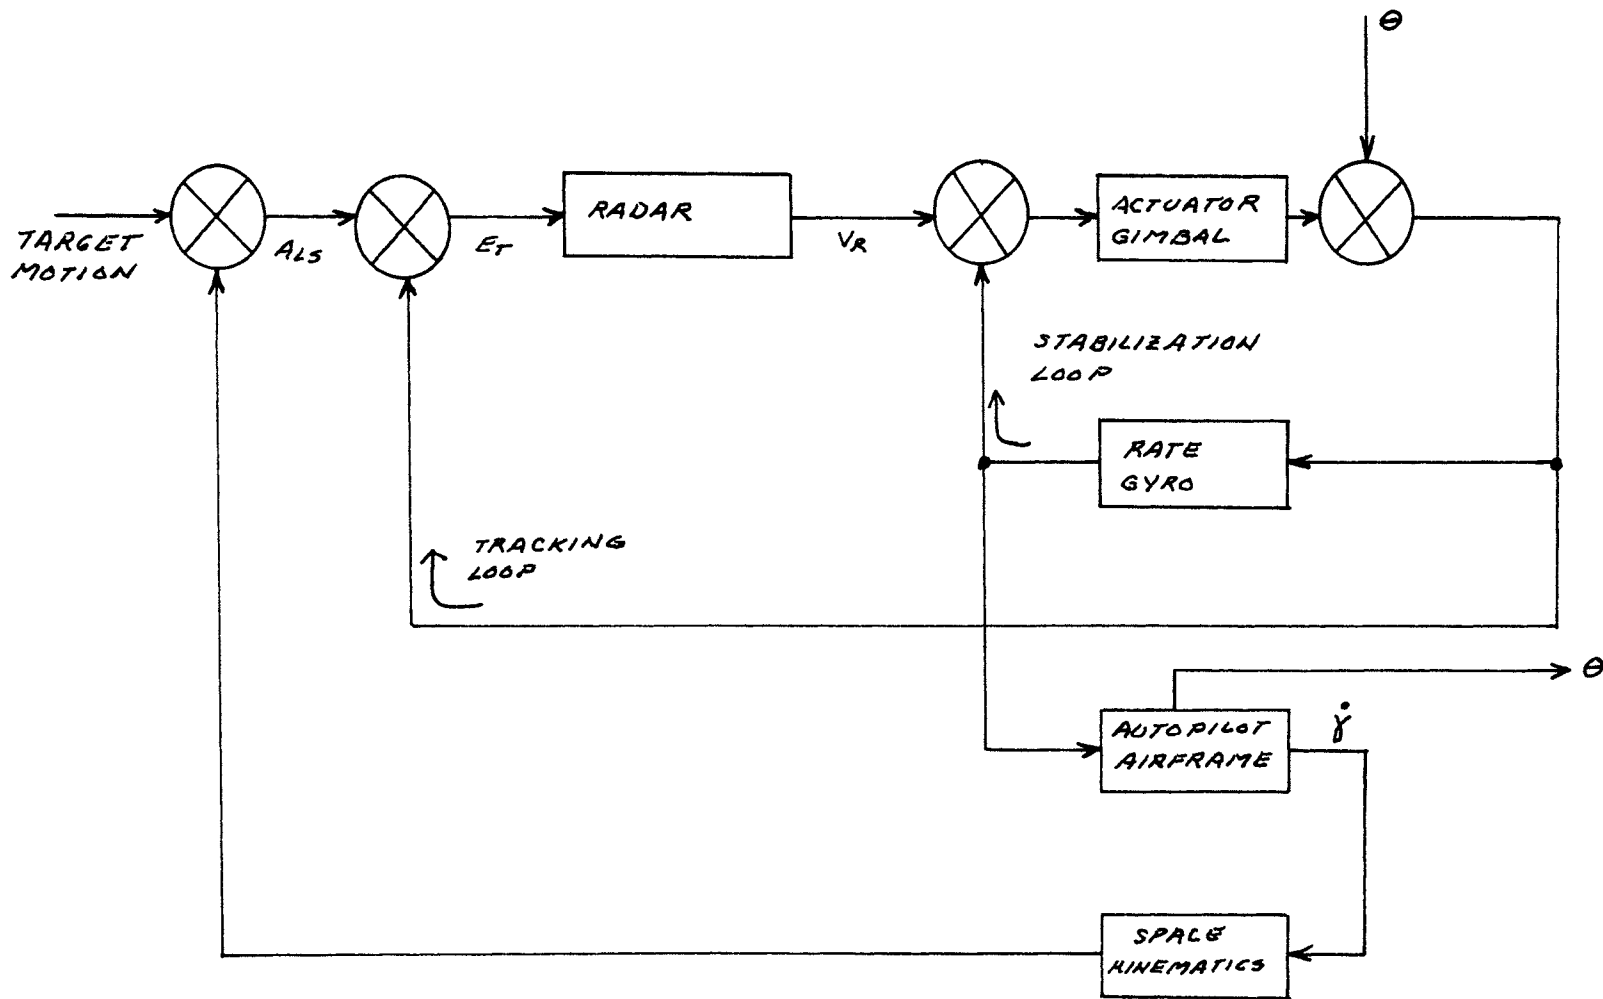 Θ
TARGET
MOTION
ALS
ET
RADAR
VR
ACTUATOR
GIMBAL
STABILIZATION
LOOP
RATE
GYRO
TRACKING
LOOP
Θ
AUTOPILOT
AIRFRAME
γ̇
SPACE
KINEMATICS